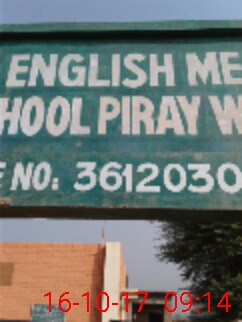 ENGLISH ME
HOOL PIRAY W
E NO: 3612030
16-10-17 09:14